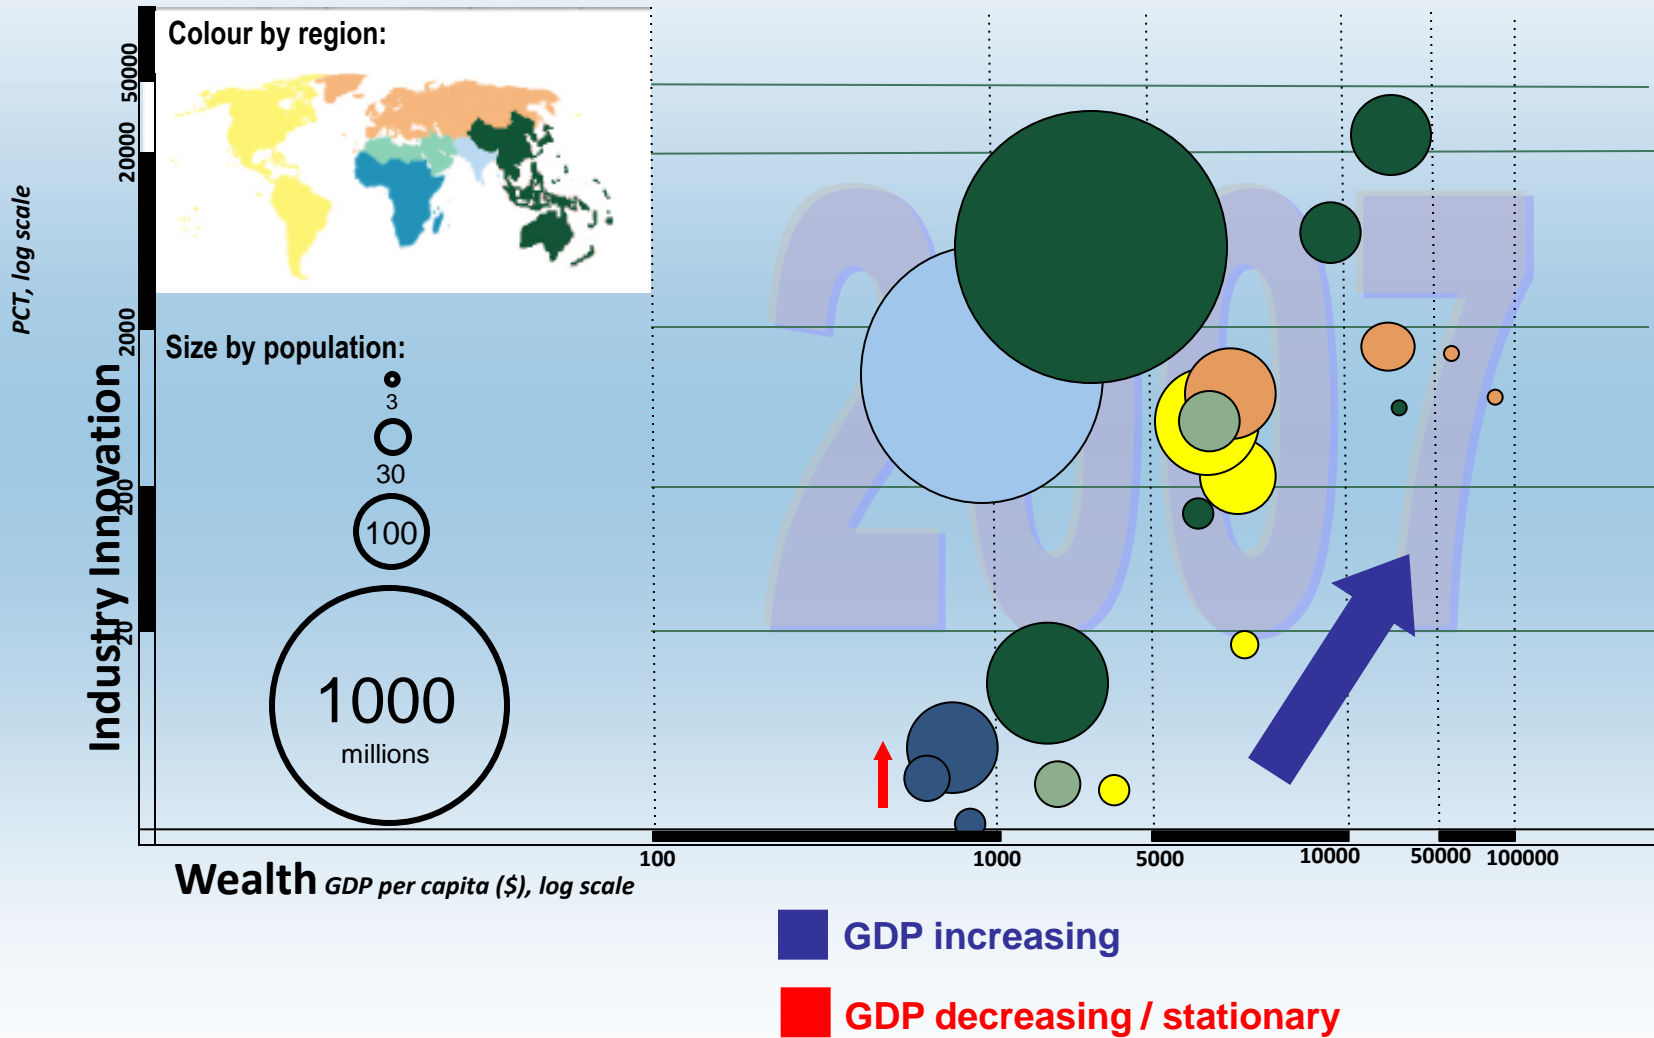 Colour by region:
50000
20000
PCT, log scale
2007
2000
Size by population:
3
30
200
100
Industry Innovation
20
1000
millions
100
1000
5000
10000
50000
100000
Wealth GDP per capita ($), log scale
GDP increasing
GDP decreasing / stationary